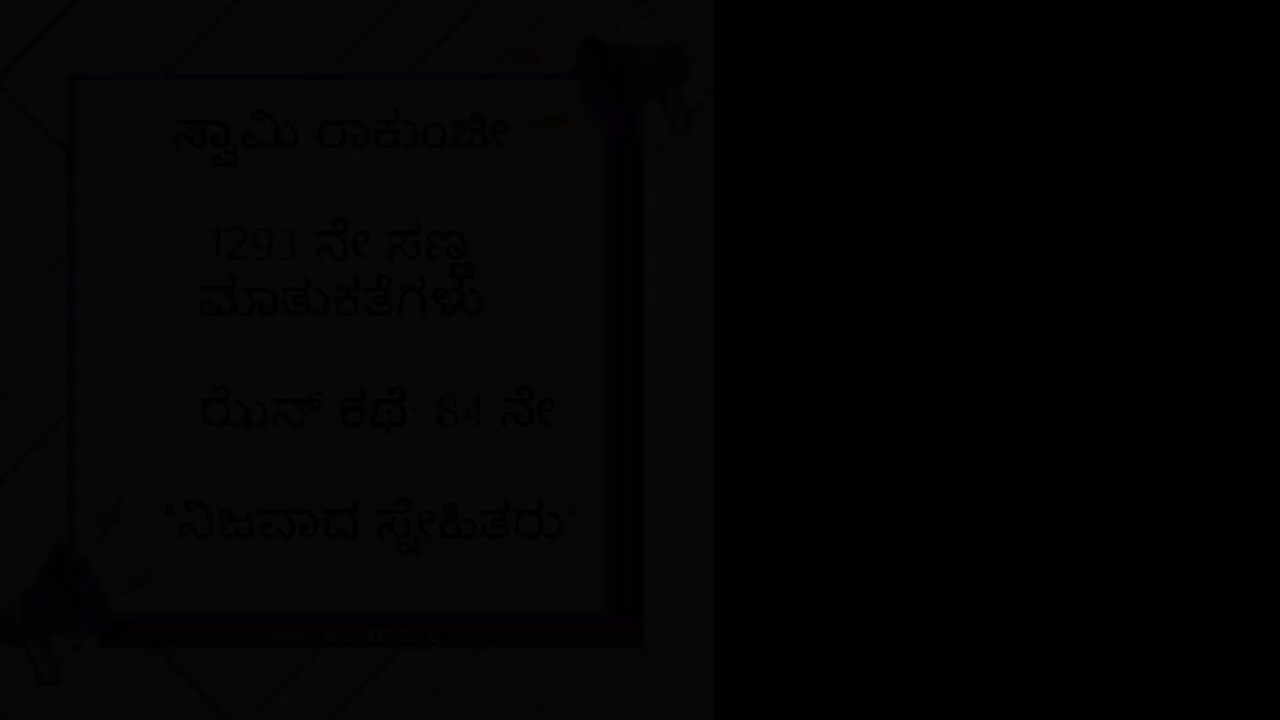 ಸ್ವಾಮಿ ರಾಕುಂಜೀ
1293 ನೇ ಸಣ್ಣ
ಮಾತುಕತೆಗಳು
ಝೆನ್ ಕಥೆ: 84 ನೇ
"ನಿಜವಾದ ಸ್ನೇಹಿತರು"